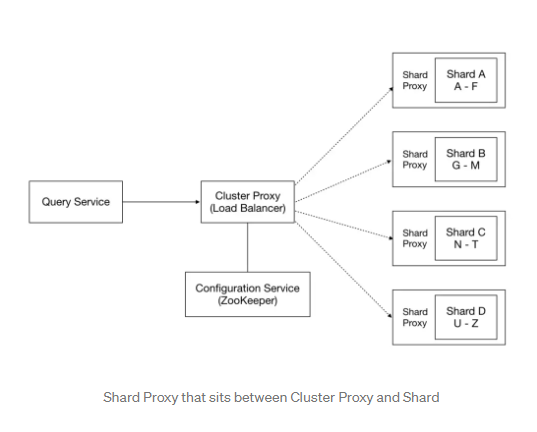 Shard
Proxy
Shard A
A - F
Shard
Proxy
Shard B
G - M
Query Service
Cluster Proxy
(Load Balancer)
Shard
Proxy
Shard C
N - T
Configuration Service
(ZooKeeper)
Shard
Proxy
Shard D
U - Z
Shard Proxy that sits between Cluster Proxy and Shard